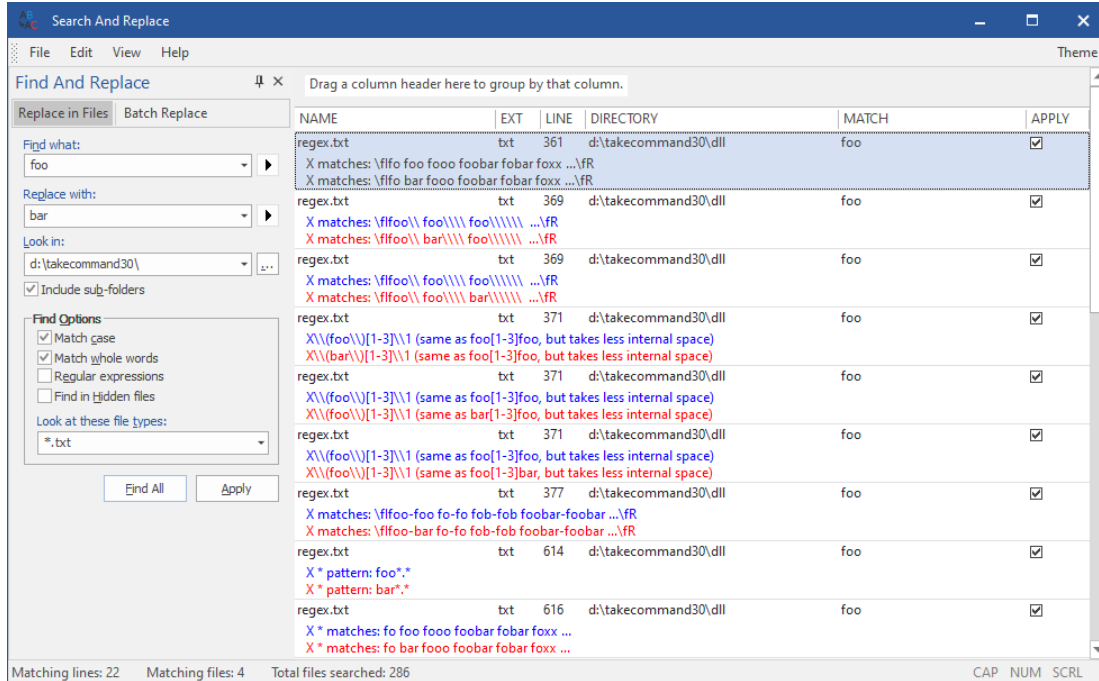 Search And Replace
File Edit View Help Theme
Find And Replace
Replace in Files Batch Replace
Find what:
foo
Replace with:
bar
Look in:
d:\takecommand30\
...
Include sub-folders
Find Options
Match case
Match whole words
Regular expressions
Find in Hidden files
Look at these file types:
*.txt
Find All Apply
Drag a column header here to group by that column.
NAME EXT LINE DIRECTORY MATCH APPLY
regex.txt txt 361 d:\takecommand30\dll foo
X matches: \flfo foo fooo foobar fobar foxx ...\fR
X matches: \flfo bar fooo foobar fobar foxx ...\fR
regex.txt txt 369 d:\takecommand30\dll foo
X matches: \flfoo\\ foo\\\\ foo\\\\\\ ...\fR
X matches: \flfoo\\ bar\\\\ foo\\\\\\ ...\fR
regex.txt txt 369 d:\takecommand30\dll foo
X matches: \flfoo\\ foo\\\\ foo\\\\\\ ...\fR
X matches: \flfoo\\ foo\\\\ bar\\\\\\ ...\fR
regex.txt txt 371 d:\takecommand30\dll foo
X\\(foo\\)[1-3]\\1 (same as foo[1-3]foo, but takes less internal space)
X\\(bar\\)[1-3]\\1 (same as foo[1-3]foo, but takes less internal space)
regex.txt txt 371 d:\takecommand30\dll foo
X\\(foo\\)[1-3]\\1 (same as foo[1-3]foo, but takes less internal space)
X\\(foo\\)[1-3]\\1 (same as bar[1-3]foo, but takes less internal space)
regex.txt txt 371 d:\takecommand30\dll foo
X\\(foo\\)[1-3]\\1 (same as foo[1-3]foo, but takes less internal space)
X\\(foo\\)[1-3]\\1 (same as foo[1-3]bar, but takes less internal space)
regex.txt txt 377 d:\takecommand30\dll foo
X matches: \flfoo-foo fo-fo fob-fob foobar-foobar ...\fR
X matches: \flfoo-bar fo-fo fob-fob foobar-foobar ...\fR
regex.txt txt 614 d:\takecommand30\dll foo
X * pattern: foo*.*
X * pattern: bar*.*
regex.txt txt 616 d:\takecommand30\dll foo
X * matches: fo foo fooo foobar fobar foxx ...
X * matches: fo bar fooo foobar fobar foxx ...
Matching lines: 22 Matching files: 4 Total files searched: 286 CAP NUM SCRL